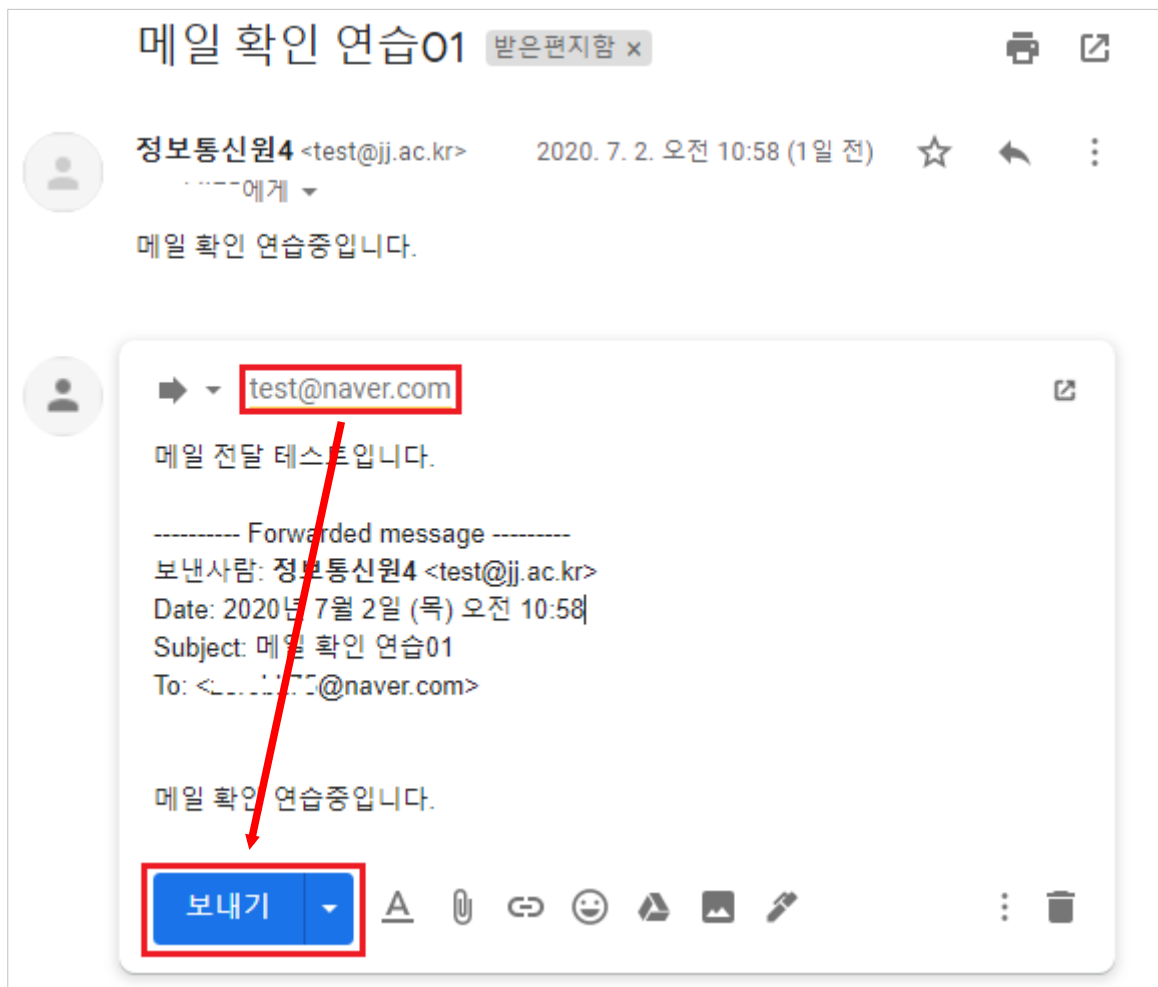 메일 확인 연습01 받은편지함 ×
정보통신원4 <test@jj.ac.kr> 2020. 7. 2. 오전 10:58 (1일 전)
에게
메일 확인 연습중입니다.
test@naver.com
메일 전달 테스트입니다.
---------- Forwarded message ---------
보낸사람: 정보통신원4 <test@jj.ac.kr>
Date: 2020년 7월 2일 (목) 오전 10:58
Subject: 메일 확인 연습01
To: <@naver.com>
메일 확인 연습중입니다.
보내기